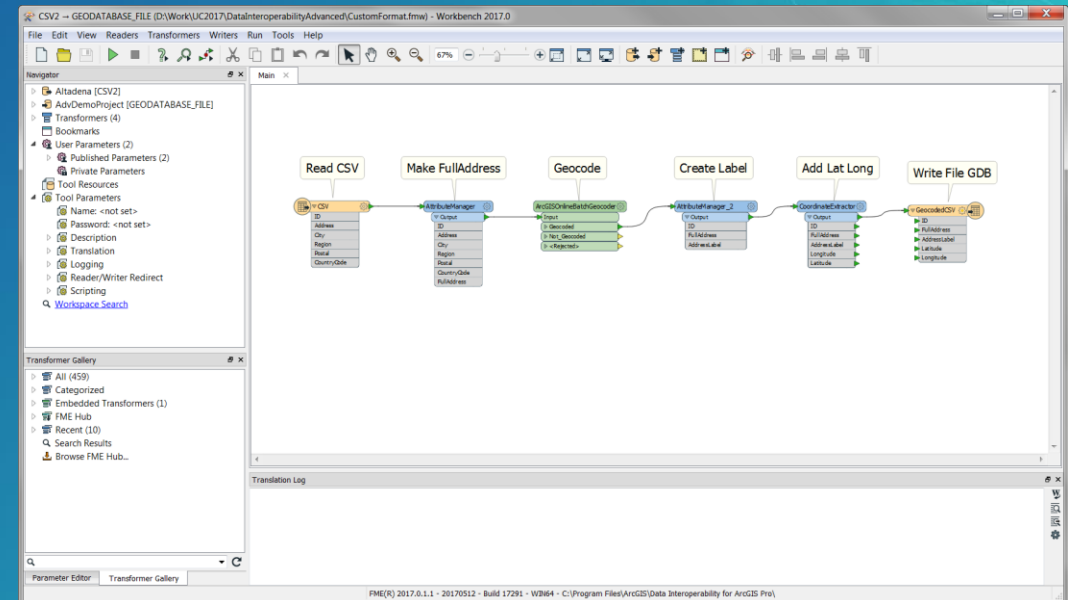 CSV2 → GEODATABASE_FILE (D:\Work\UC2017\DataInteroperabilityAdvanced\CustomFormat.fmw) - Workbench 2017.0
File Edit View Readers Transformers Writers Run Tools Help
67%
Navigator
Main
Altadena [CSV2]
AdvDemoProject [GEODATABASE_FILE]
Transformers (4)
Bookmarks
User Parameters (2)
Published Parameters (2)
Private Parameters
Tool Resources
Tool Parameters
Name: <not set>
Password: <not set>
Description
Translation
Logging
Reader/Writer Redirect
Scripting
Workspace Search
Read CSV
Make FullAddress
Geocode
Create Label
Add Lat Long
Write File GDB
CSV
ID
Address
City
Region
Postal
CountryCode
AttributeManager
Output
ID
Address
City
Region
Postal
CountryCode
FullAddress
ArcGISOnlineBatchGeocoder
Input
Geocoded
Not_Geocoded
<Rejected>
AttributeManager_2
Output
ID
FullAddress
AddressLabel
CoordinateExtractor
Output
ID
FullAddress
AddressLabel
Longitude
Latitude
GeocodedCSV
ID
FullAddress
AddressLabel
Latitude
Longitude
Transformer Gallery
All (459)
Categorized
Embedded Transformers (1)
FME Hub
Recent (10)
Search Results
Browse FME Hub...
Translation Log
Parameter Editor
Transformer Gallery
FME(R) 2017.0.1.1 - 20170512 - Build 17291 - WIN64 - C:\Program Files\ArcGIS\Data Interoperability for ArcGIS Pro\